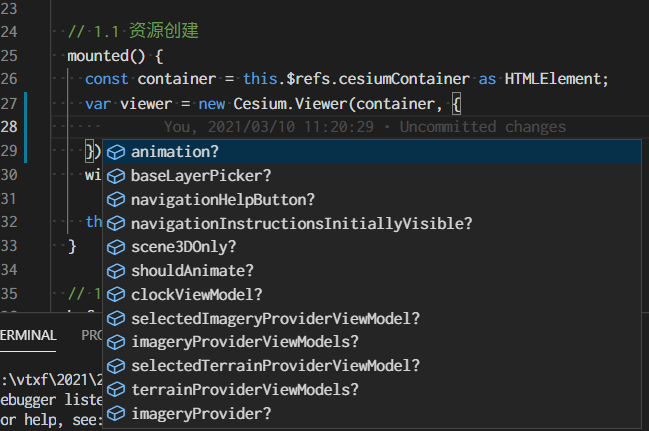 23
24 // 1.1 资源创建
25 mounted() {
26 const container = this.$refs.cesiumContainer as HTMLElement;
27 var viewer = new Cesium.Viewer(container, {
28 You, 2021/03/10 11:20:29 • Uncommitted changes
29 })
animation?
30 wi
baseLayerPicker?
31
navigationHelpButton?
32 th
navigationInstructionsInitiallyVisible?
33 }
scene3DOnly?
34
shouldAnimate?
35 // 1
clockViewModel?
selectedImageryProviderViewModel?
TERMINAL PRO
imageryProviderViewModels?
selectedTerrainProviderViewModel?
:\vtxf\2021\2
terrainProviderViewModels?
ebugger liste
imageryProvider?
or help, see: